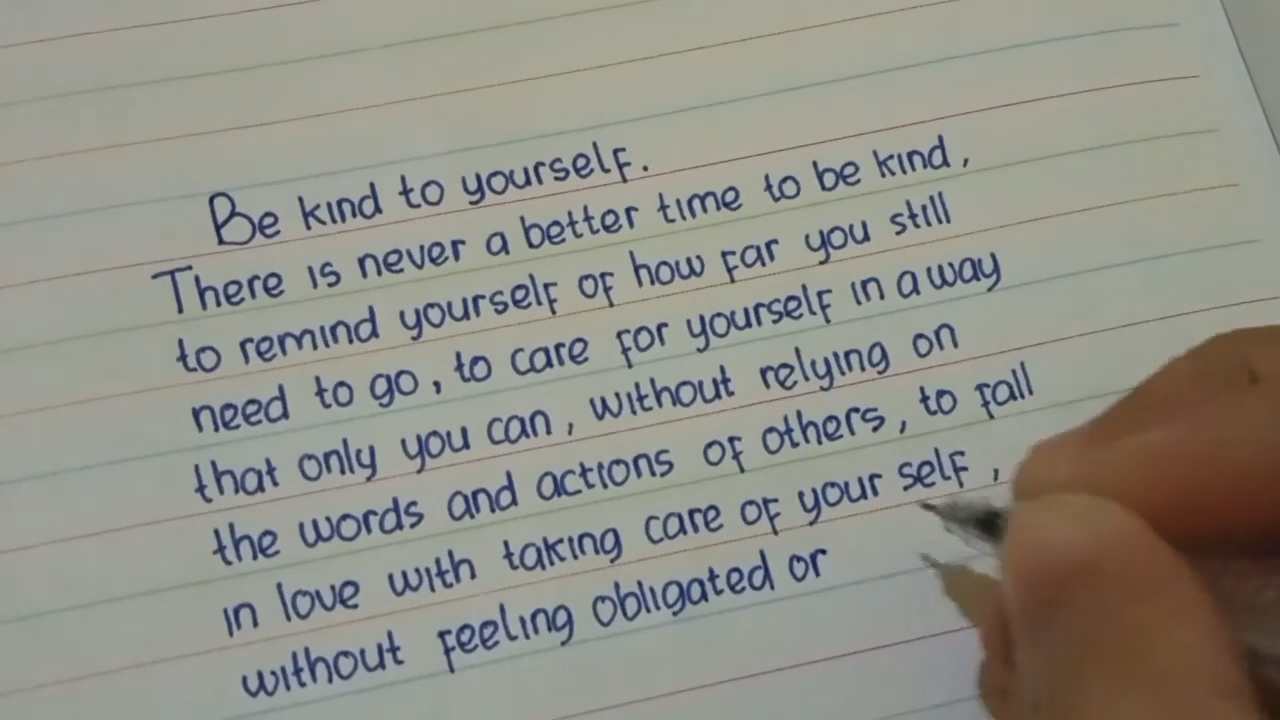 Be kind to yourself.
There is never a better time to be kind,
to remind yourself of how far you still
need to go, to care for yourself in a way
that only you can, without relying on
the words and actions of others, to fall
in love with taking care of your self,
without feeling obligated or